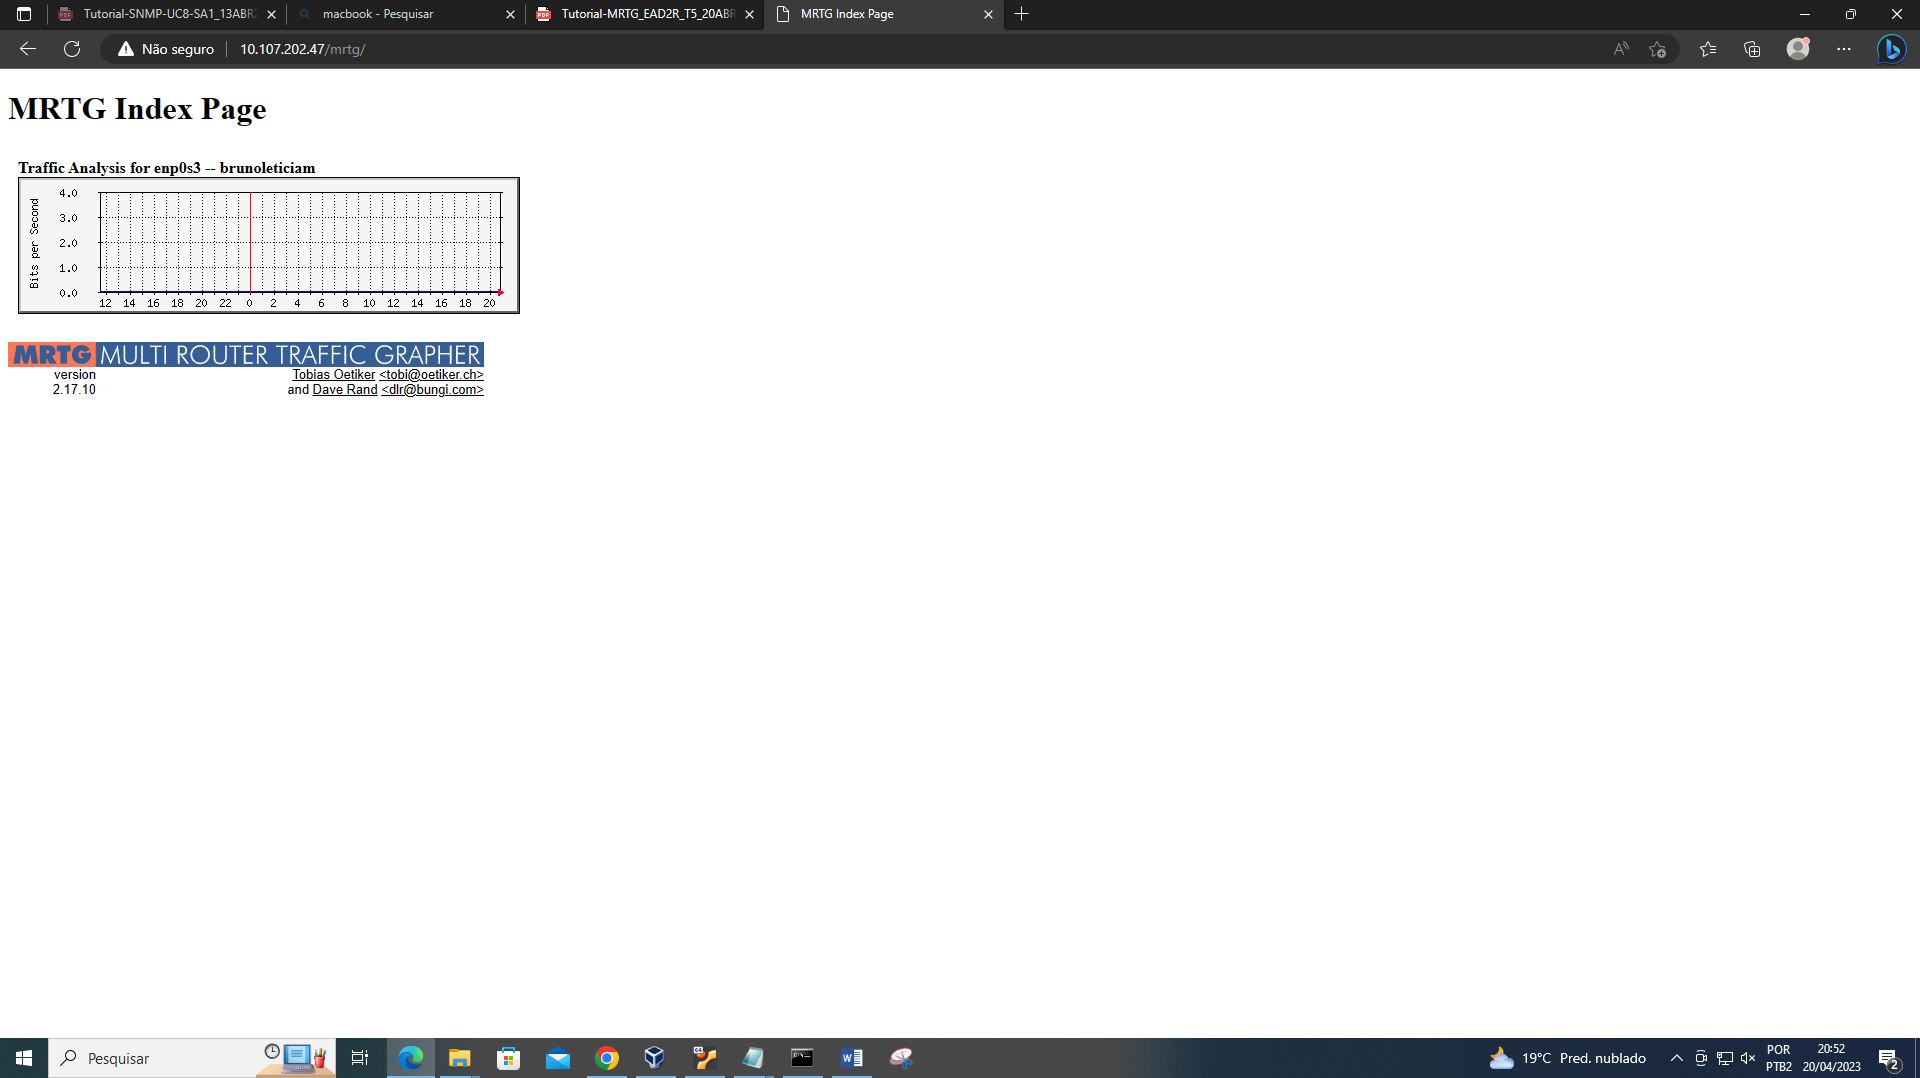 Tutorial-SNMP-UC8-SA1_13ABR2
macbook - Pesquisar
Tutorial-MRTG_EAD2R_T5_20ABR
MRTG Index Page
Não seguro
10.107.202.47/mrtg/
MRTG Index Page
Traffic Analysis for enp0s3 -- brunoleticiam
Bits per Second
4.0
3.0
2.0
1.0
0.0
12 14 16 18 20 22 0 2 4 6 8 10 12 14 16 18 20
MRTG MULTI ROUTER TRAFFIC GRAPHER
version Tobias Oetiker <tobi@oetiker.ch>
2.17.10 and Dave Rand <dlr@bungi.com>
Pesquisar
19°C Pred. nublado
POR
PTB2
20:52
20/04/2023
2